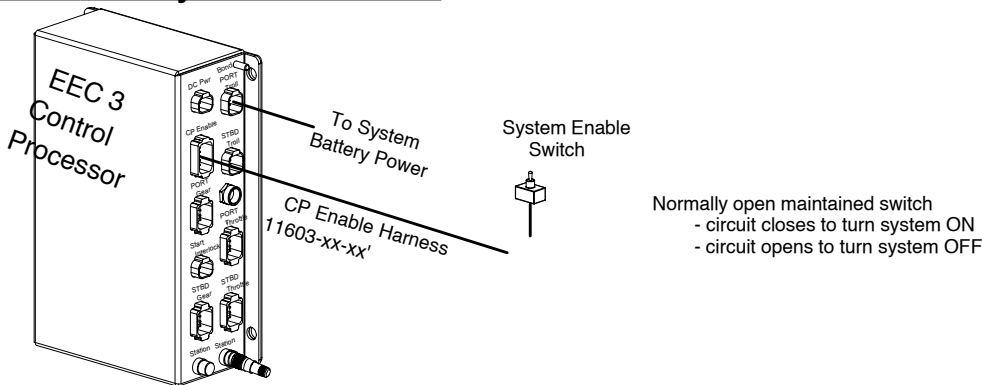 EEC 3
Control
Processor
Bond
DC Pwr
PORT
Troll
CP Enable
STBD
Troll
PORT
Gear
PORT
Throttle
Start
Interlock
STBD
Gear
STBD
Throttle
Station
Station
To System
Battery Power
CP Enable Harness
11603-xx-xx'
System Enable
Switch
Normally open maintained switch
- circuit closes to turn system ON
- circuit opens to turn system OFF